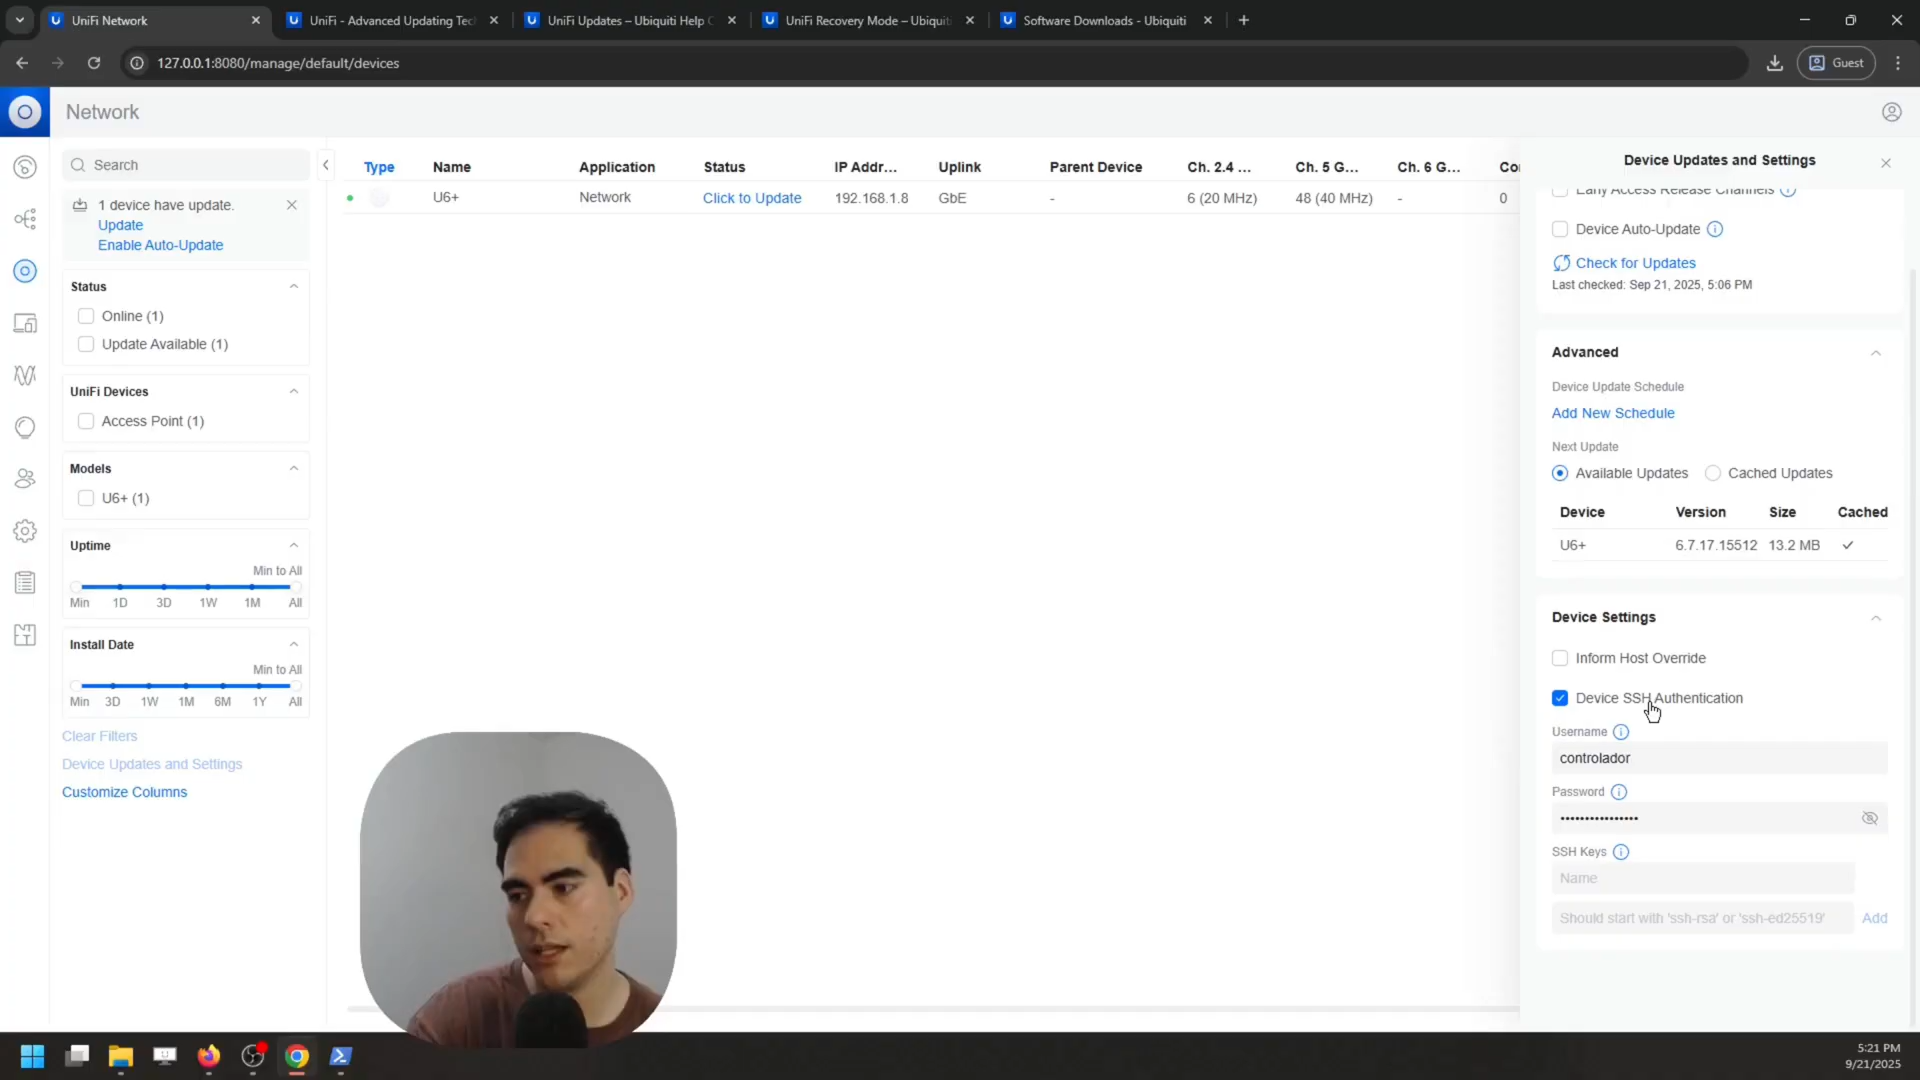 UniFi Network
UniFi - Advanced Updating Tec
UniFi Updates – Ubiquiti Help C
UniFi Recovery Mode – Ubiquit
Software Downloads - Ubiquiti
127.0.0.1:8080/manage/default/devices
Guest
Network
Search
1 device have update.
Update
Enable Auto-Update
Status
Online (1)
Update Available (1)
UniFi Devices
Access Point (1)
Models
U6+ (1)
Uptime
Min to All
Min 1D 3D 1W 1M All
Install Date
Min to All
Min 3D 1W 1M 6M 1Y All
Clear Filters
Device Updates and Settings
Customize Columns
Type Name Application Status IP Addr... Uplink Parent Device Ch. 2.4 ... Ch. 5 G... Ch. 6 G... Co
U6+ Network Click to Update 192.168.1.8 GbE - 6 (20 MHz) 48 (40 MHz) - 0
Device Updates and Settings
Early Access Release Channels
Device Auto-Update
Check for Updates
Last checked: Sep 21, 2025, 5:06 PM
Advanced
Device Update Schedule
Add New Schedule
Next Update
Available Updates Cached Updates
Device Version Size Cached
U6+ 6.7.17.15512 13.2 MB
Device Settings
Inform Host Override
Device SSH Authentication
Username
controlador
Password
••••••••••••••••
SSH Keys
Name
Should start with 'ssh-rsa' or 'ssh-ed25519' Add
5:21 PM
9/21/2025